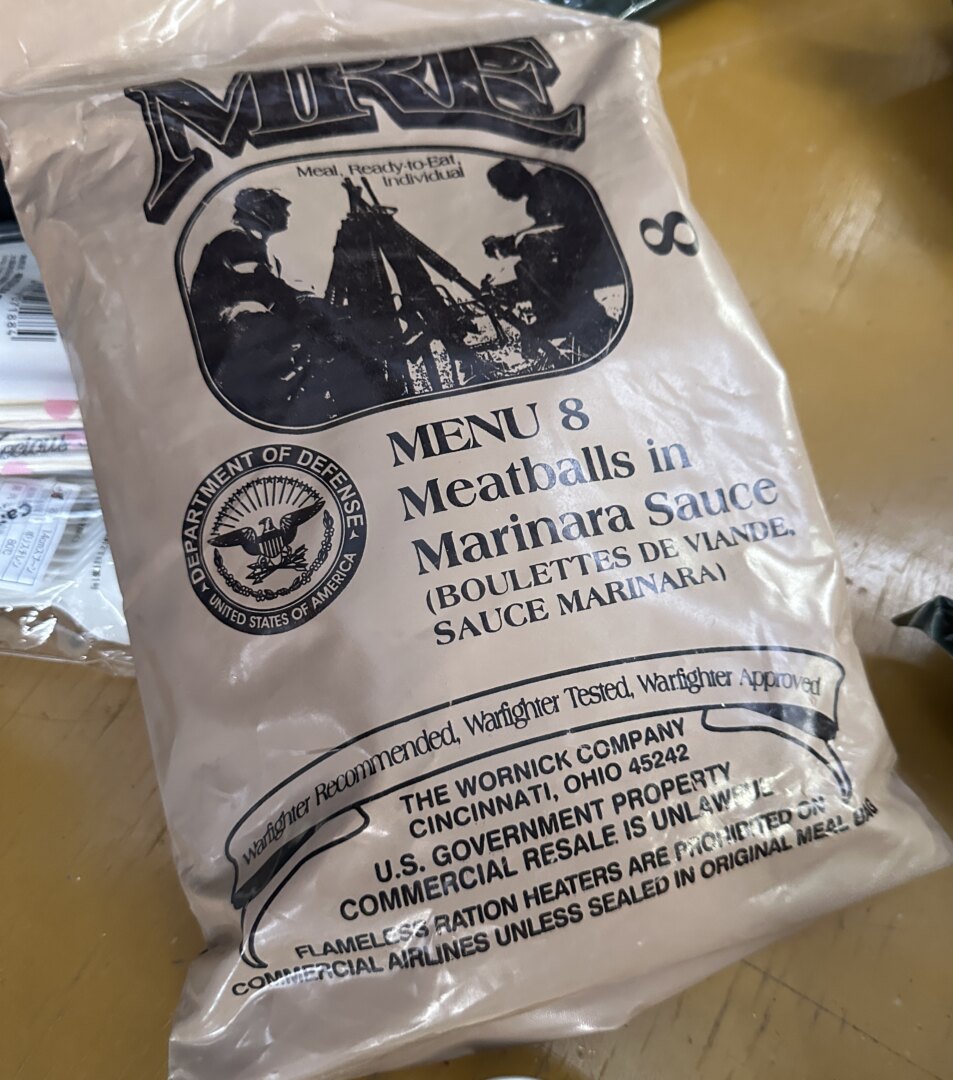 MRE
Meal, Ready-to-Eat,
Individual
8
MENU 8
Meatballs in
Marinara Sauce
(BOULETTES DE VIANDE,
SAUCE MARINARA)
DEPARTMENT OF DEFENSE
UNITED STATES OF AMERICA
Warfighter Recommended, Warfighter Tested, Warfighter Approved
THE WORNICK COMPANY
CINCINNATI, OHIO 45242
U.S. GOVERNMENT PROPERTY
COMMERCIAL RESALE IS UNLAWFUL
FLAMELESS RATION HEATERS ARE PROHIBITED ON
COMMERCIAL AIRLINES UNLESS SEALED IN ORIGINAL MEAL BAG